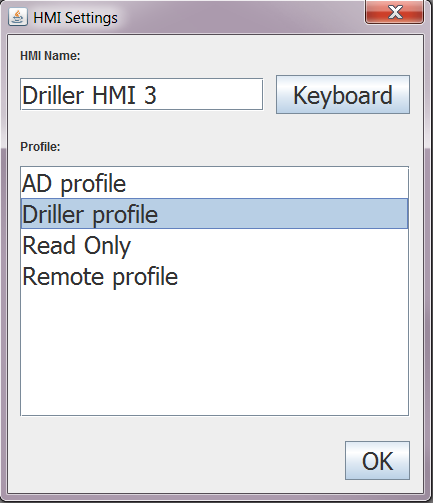 HMI Settings
HMI Name:
Driller HMI 3
Keyboard
Profile:
AD profile
Driller profile
Read Only
Remote profile
OK